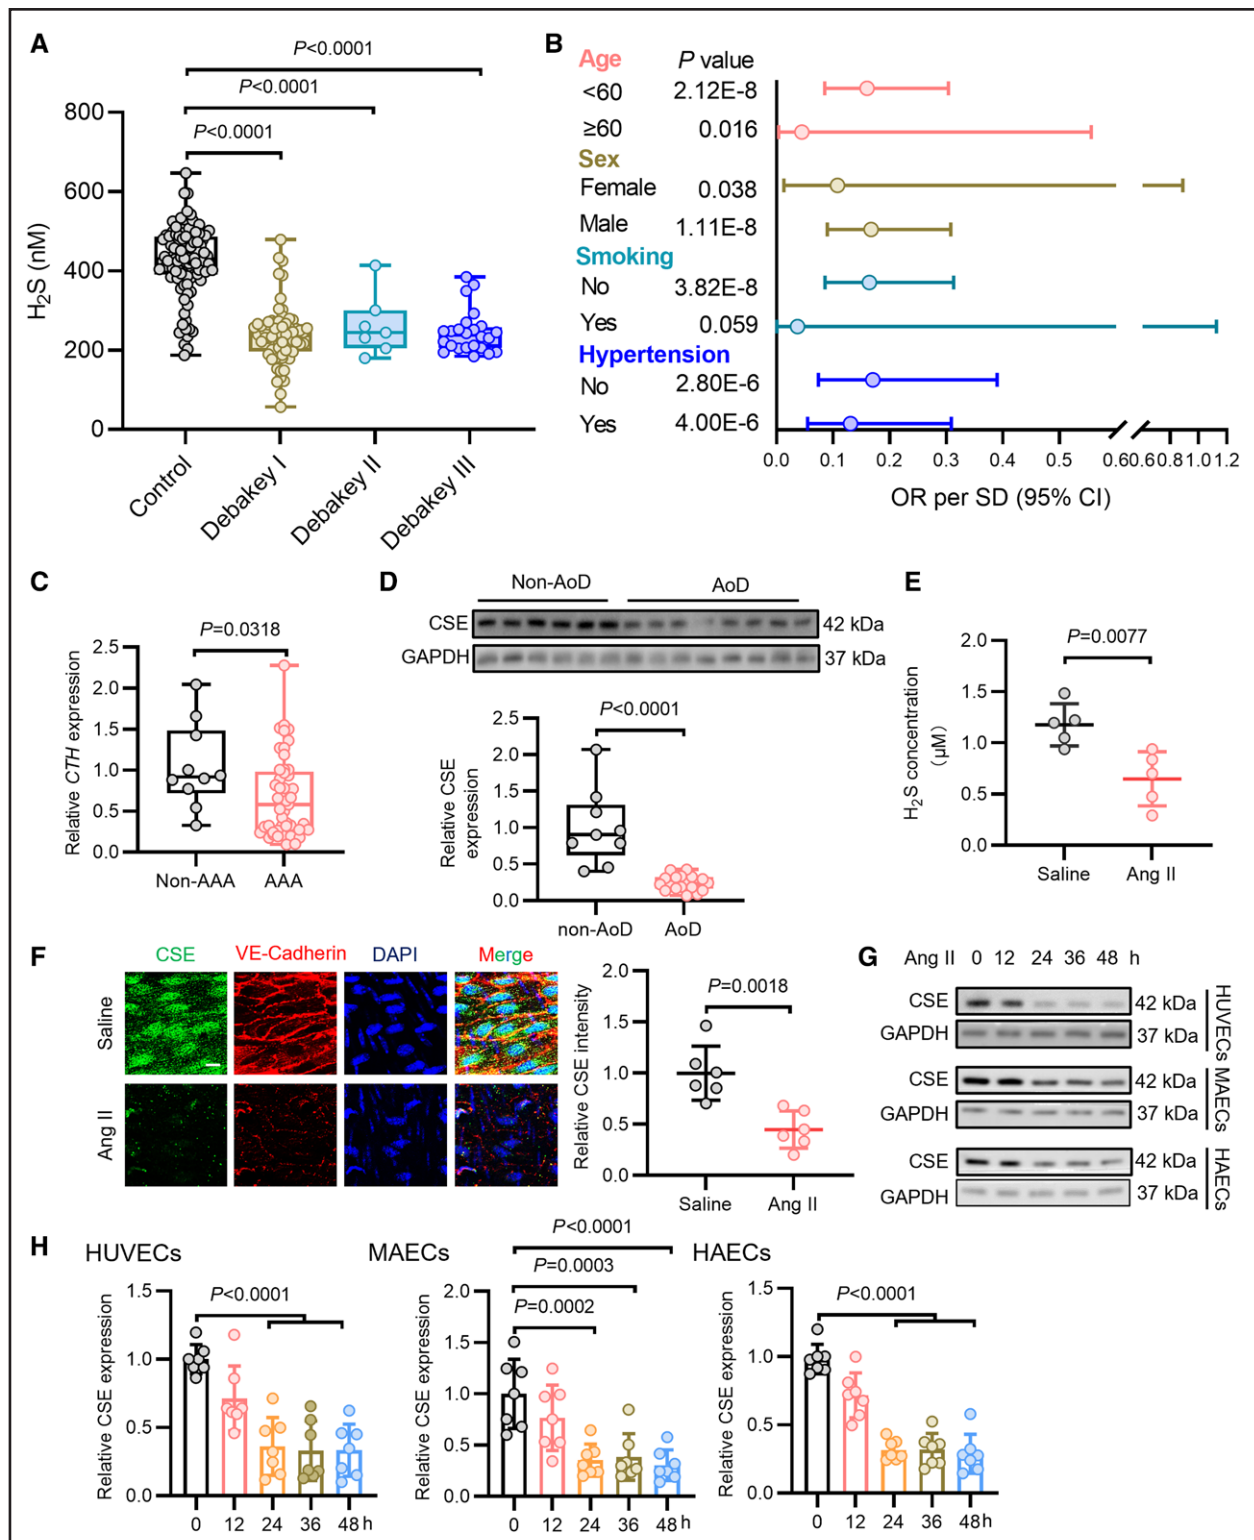 A
P<0.0001
P<0.0001
P<0.0001
H2S (nM)
800
600
400
200
0
Control
Debakey I
Debakey II
Debakey III
B
Age P value
<60 2.12E-8
≥60 0.016
Sex
Female 0.038
Male 1.11E-8
Smoking
No 3.82E-8
Yes 0.059
Hypertension
No 2.80E-6
Yes 4.00E-6
0.0 0.1 0.2 0.3 0.4 0.5 0.6 0.6 0.8 1.0 1.2
OR per SD (95% CI)
C
P=0.0318
Relative CTH expression
2.5
2.0
1.5
1.0
0.5
0.0
Non-AAA AAA
D
Non-AoD AoD
CSE 42 kDa
GAPDH 37 kDa
P<0.0001
Relative CSE
expression
2.5
2.0
1.5
1.0
0.5
0.0
non-AoD AoD
E
P=0.0077
H2S concentration
(μM)
2.0
1.5
1.0
0.5
0.0
Saline Ang II
F
CSE VE-Cadherin DAPI Merge
Saline
Ang II
P=0.0018
Relative CSE intensity
2.0
1.5
1.0
0.5
0.0
Saline Ang II
G
Ang II 0 12 24 36 48 h
CSE 42 kDa
GAPDH 37 kDa
HUVECs
CSE 42 kDa
GAPDH 37 kDa
MAECs
CSE 42 kDa
GAPDH 37 kDa
HAECs
H
HUVECs
P<0.0001
Relative CSE expression
1.5
1.0
0.5
0.0
0 12 24 36 48 h
MAECs
P<0.0001
P=0.0003
P=0.0002
Relative CSE expression
2.0
1.5
1.0
0.5
0.0
0 12 24 36 48 h
HAECs
P<0.0001
Relative CSE expression
1.5
1.0
0.5
0.0
0 12 24 36 48 h